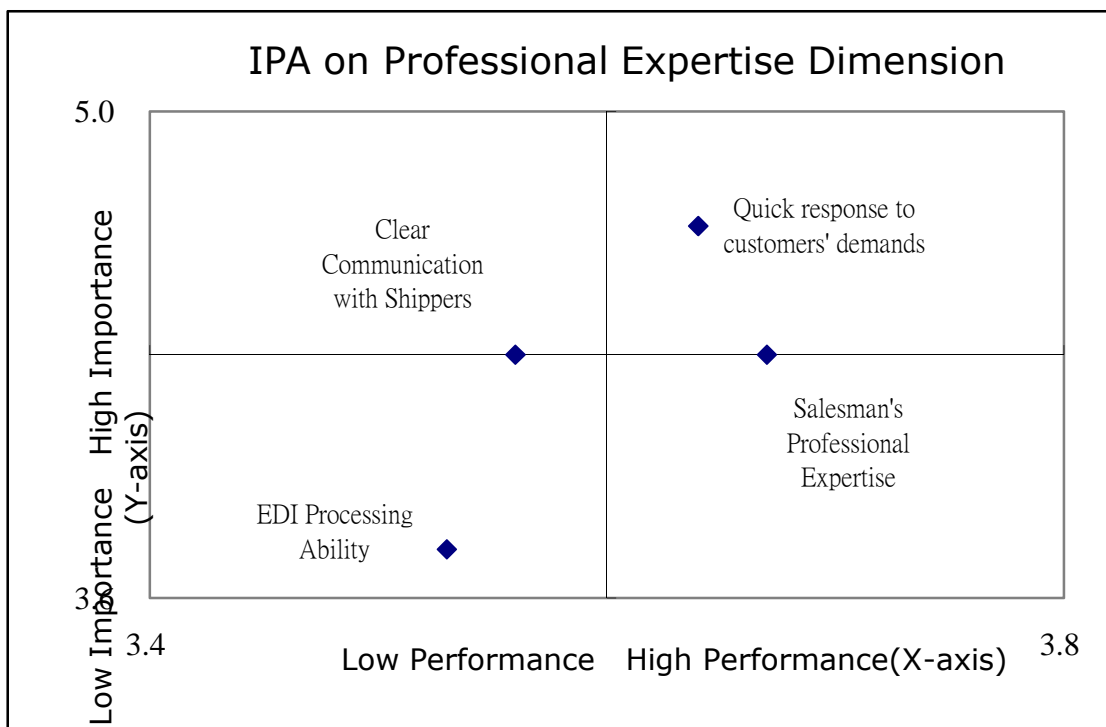 IPA on Professional Expertise Dimension
5.0
Quick response to
customers' demands
Clear
Communication
with Shippers
Salesman's
Professional
Expertise
EDI Processing
Ability
Low Importance High Importance
(Y-axis)
3.4
3.8
Low Performance High Performance(X-axis)